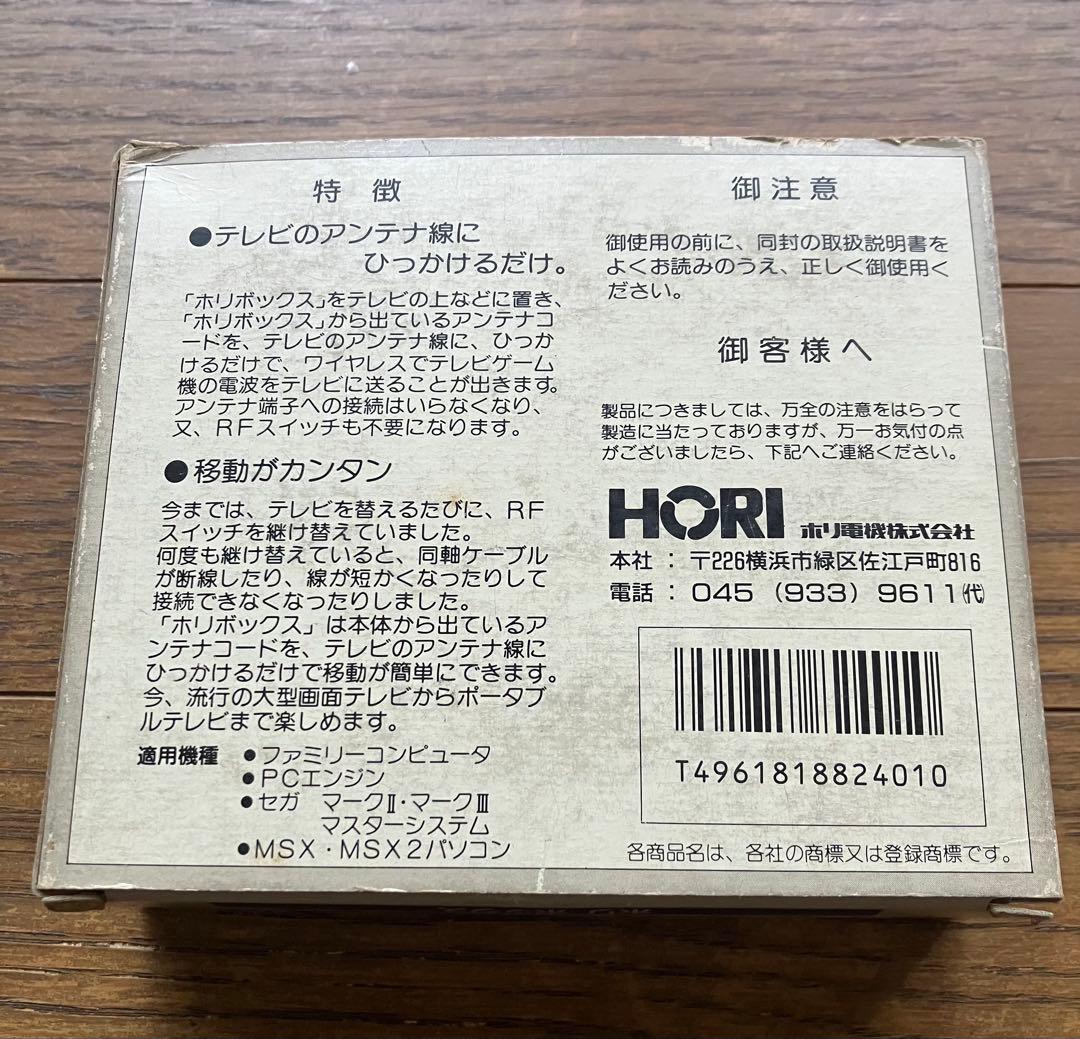 特徴
●テレビのアンテナ線に
ひっかけるだけ。
「ホリボックス」をテレビの上などに置き、
「ホリボックス」から出ているアンテナコ
ードを、テレビのアンテナ線に、ひっか
けるだけで、ワイヤレスでテレビゲーム
機の電波をテレビに送ることが出きます。
アンテナ端子への接続はいらなくなり、
又、RFスイッチも不要になります。
●移動がカンタン
今までは、テレビを替えるたびに、RF
スイッチを継け替えていました。
何度も継け替えていると、同軸ケーブル
が断線したり、線が短かくなったりして
接続できなくなったりしました。
「ホリボックス」は本体から出ているア
ンテナコードを、テレビのアンテナ線に
ひっかけるだけで移動が簡単にできます。
今、流行の大型画面テレビからポータブ
ルテレビまで楽しめます。
適用機種 ●ファミリーコンピュータ
●PCエンジン
●セガ マークⅡ・マークⅢ
マスターシステム
●MSX・MSX2パソコン
御注意
御使用の前に、同封の取扱説明書を
よくお読みのうえ、正しく御使用く
ださい。
御客様へ
製品につきましては、万全の注意をはらって
製造に当たっておりますが、万一お気付の点
がございましたら、下記へご連絡ください。
HORI ホリ電機株式会社
本社：〒226横浜市緑区佐江戸町916
電話：045（933）9611㈹
T4961818824010
各商品名は、各社の商標又は登録商標です。